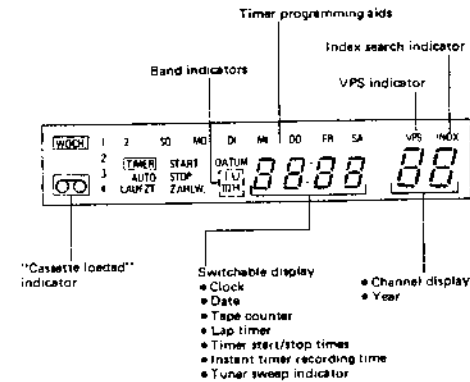 Timer programming aids
Index search indicator
Band indicators
VPS indicator
WOCH 1 2 SO MO DI MI DO FR SA VPS INDX
2 TIMER START DATUM
3 AUTO STOP
4 LAUFZT ZAHLW.
88:88 88
"Cassette loaded"
indicator
Switchable display
• Clock
• Date
• Tape counter
• Lap timer
• Timer start/stop times
• Instant timer recording time
• Tuner sweep indicator
• Channel display
• Year